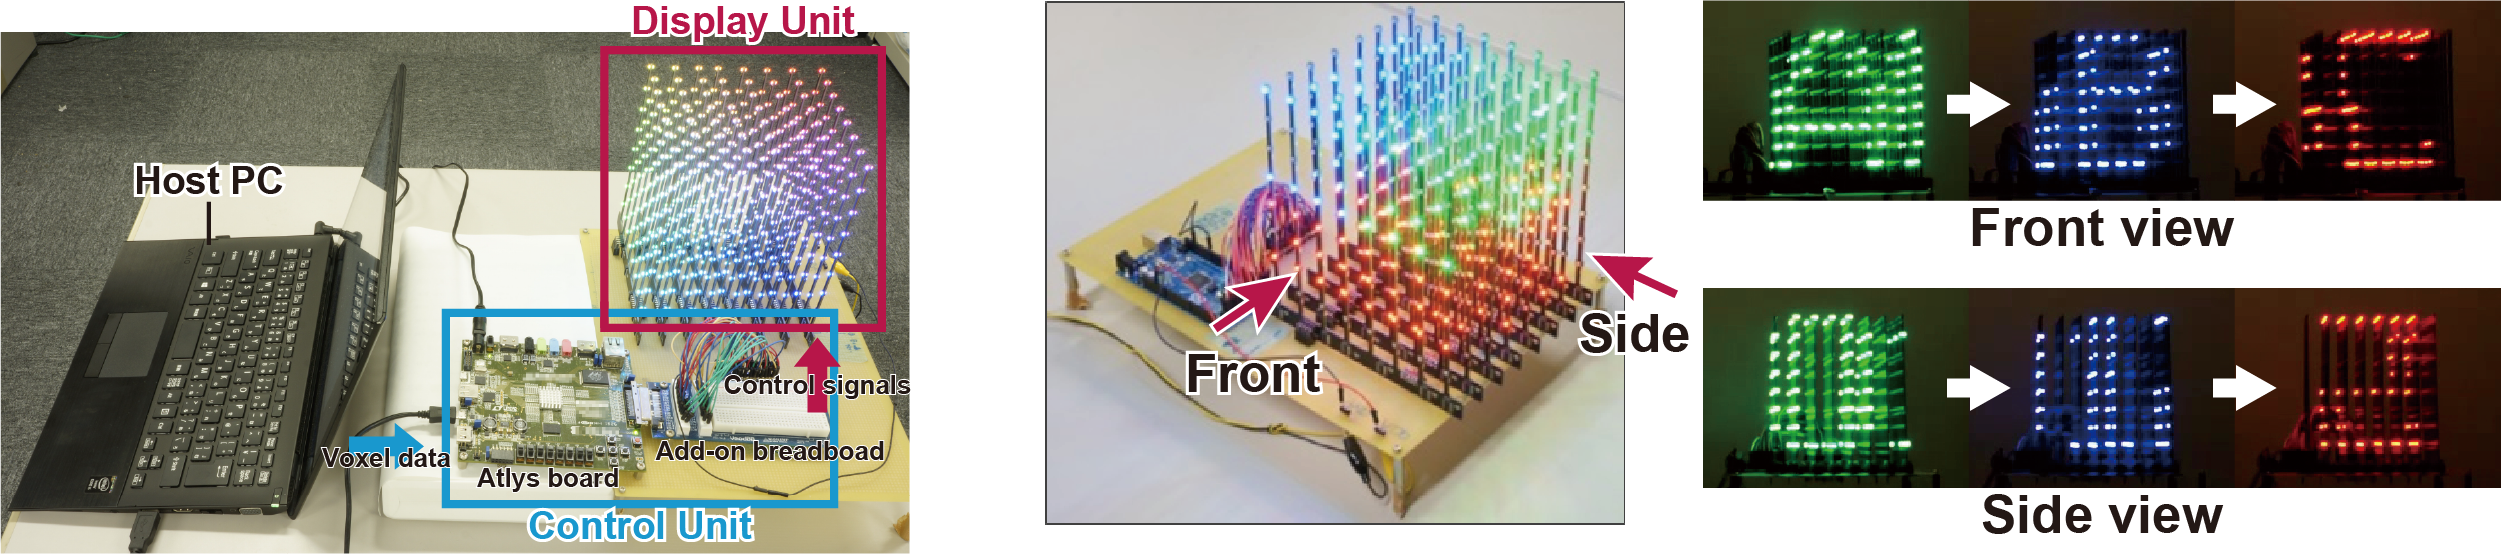 Display Unit
Host PC
Control signals
Voxel data
Add-on breadboad
Atlys board
Control Unit
Front
Side
Front view
Side view